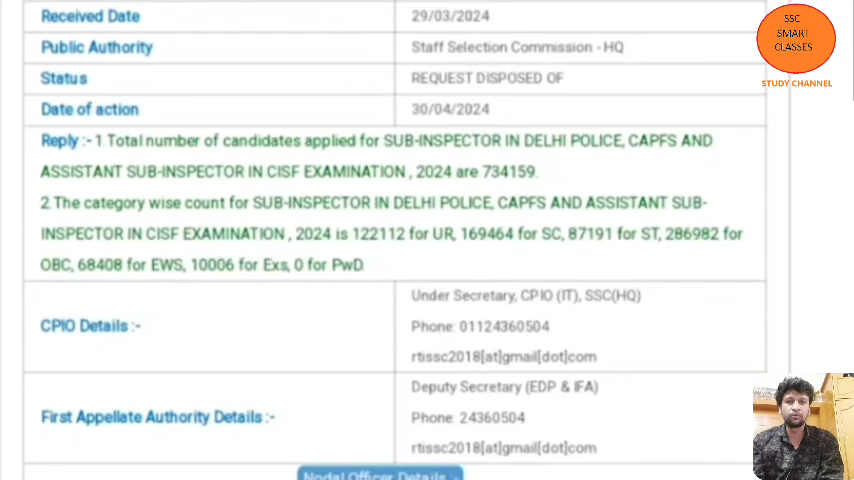 Received Date 29/03/2024
Public Authority Staff Selection Commission - HQ
Status REQUEST DISPOSED OF
Date of action 30/04/2024
Reply :- 1.Total number of candidates applied for SUB-INSPECTOR IN DELHI POLICE, CAPFS AND
ASSISTANT SUB-INSPECTOR IN CISF EXAMINATION , 2024 are 734159.
2.The category wise count for SUB-INSPECTOR IN DELHI POLICE, CAPFS AND ASSISTANT SUB-
INSPECTOR IN CISF EXAMINATION , 2024 is 122112 for UR, 169464 for SC, 87191 for ST, 286982 for
OBC, 68408 for EWS, 10006 for Exs, 0 for PwD.
CPIO Details :-
Under Secretary, CPIO (IT), SSC(HQ)
Phone: 01124360504
rtissc2018[at]gmail[dot]com
First Appellate Authority Details :-
Deputy Secretary (EDP & IFA)
Phone: 24360504
rtissc2018[at]gmail[dot]com
Nodal Officer Details :-
SSC
SMART
CLASSES
STUDY CHANNEL